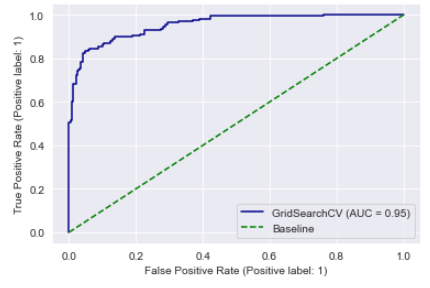 1.0
0.8
0.6
0.4
0.2
0.0
True Positive Rate (Positive label: 1)
GridSearchCV (AUC = 0.95)
Baseline
0.0 0.2 0.4 0.6 0.8 1.0
False Positive Rate (Positive label: 1)